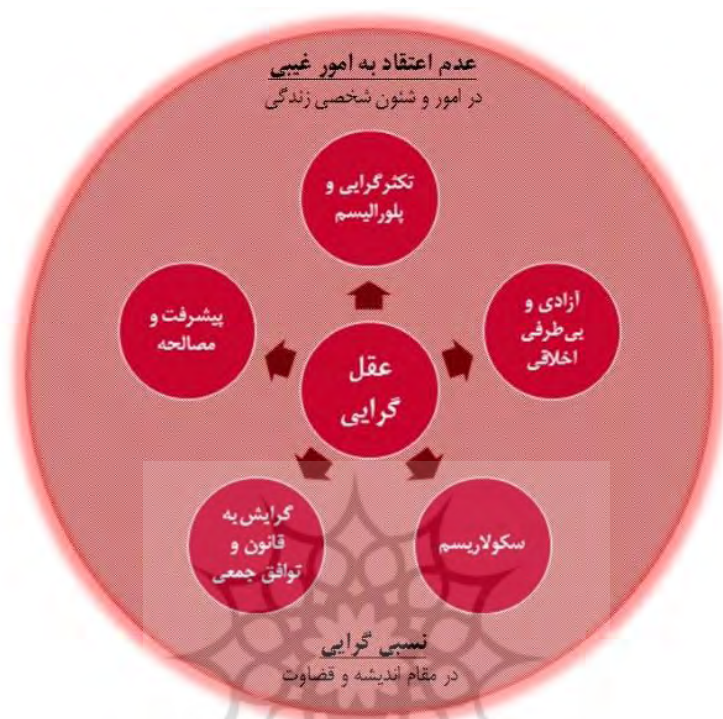 عدم اعتقاد به امور غیبی
در امور و شئون شخصی زندگی
تکثرگرایی و
پلورالیسم
آزادی و
بی‌طرفی
اخلاقی
پیشرفت و
مصالحه
عقل
گرایی
گرایش به
قانون و
توافق جمعی
سکولاریسم
نسبی گرایی
در مقام اندیشه و قضاوت